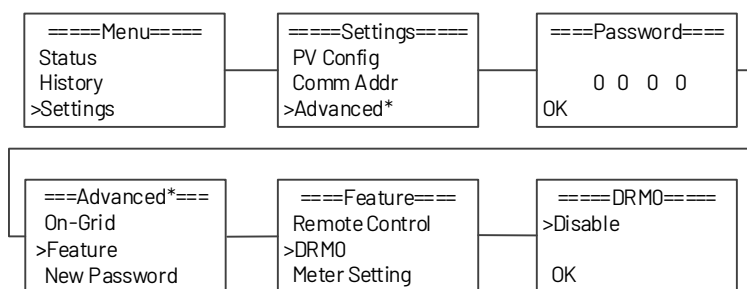 =====Menu=====
Status
History
>Settings
=====Settings=====
PV Config
Comm Addr
>Advanced*
====Password====
0 0 0 0
OK
===Advanced*===
On-Grid
>Feature
New Password
====Feature====
Remote Control
>DRM0
Meter Setting
=====DRM0=====
>Disable
OK